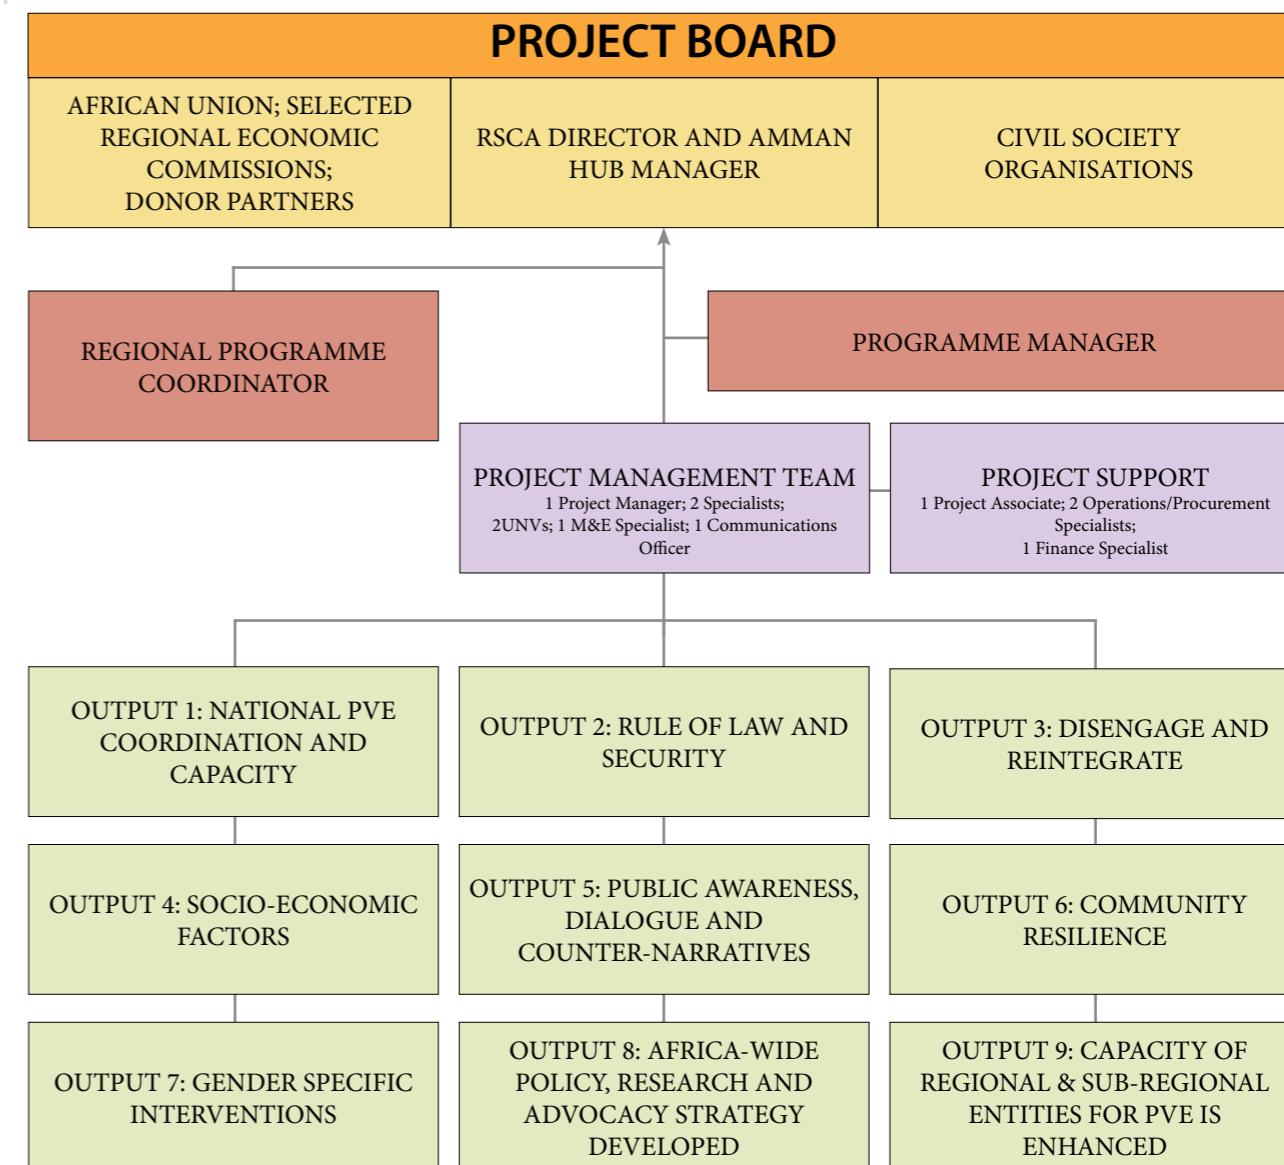 PROJECT BOARD
AFRICAN UNION; SELECTED
REGIONAL ECONOMIC
COMMISSIONS;
DONOR PARTNERS
RSCA DIRECTOR AND AMMAN
HUB MANAGER
CIVIL SOCIETY
ORGANISATIONS
REGIONAL PROGRAMME
COORDINATOR
PROGRAMME MANAGER
PROJECT MANAGEMENT TEAM
1 Project Manager; 2 Specialists;
2UNVs; 1 M&E Specialist; 1 Communications
Officer
PROJECT SUPPORT
1 Project Associate; 2 Operations/Procurement
Specialists;
1 Finance Specialist
OUTPUT 1: NATIONAL PVE
COORDINATION AND
CAPACITY
OUTPUT 2: RULE OF LAW AND
SECURITY
OUTPUT 3: DISENGAGE AND
REINTEGRATE
OUTPUT 4: SOCIO-ECONOMIC
FACTORS
OUTPUT 5: PUBLIC AWARENESS,
DIALOGUE AND
COUNTER-NARRATIVES
OUTPUT 6: COMMUNITY
RESILIENCE
OUTPUT 7: GENDER SPECIFIC
INTERVENTIONS
OUTPUT 8: AFRICA-WIDE
POLICY, RESEARCH AND
ADVOCACY STRATEGY
DEVELOPED
OUTPUT 9: CAPACITY OF
REGIONAL & SUB-REGIONAL
ENTITIES FOR PVE IS
ENHANCED